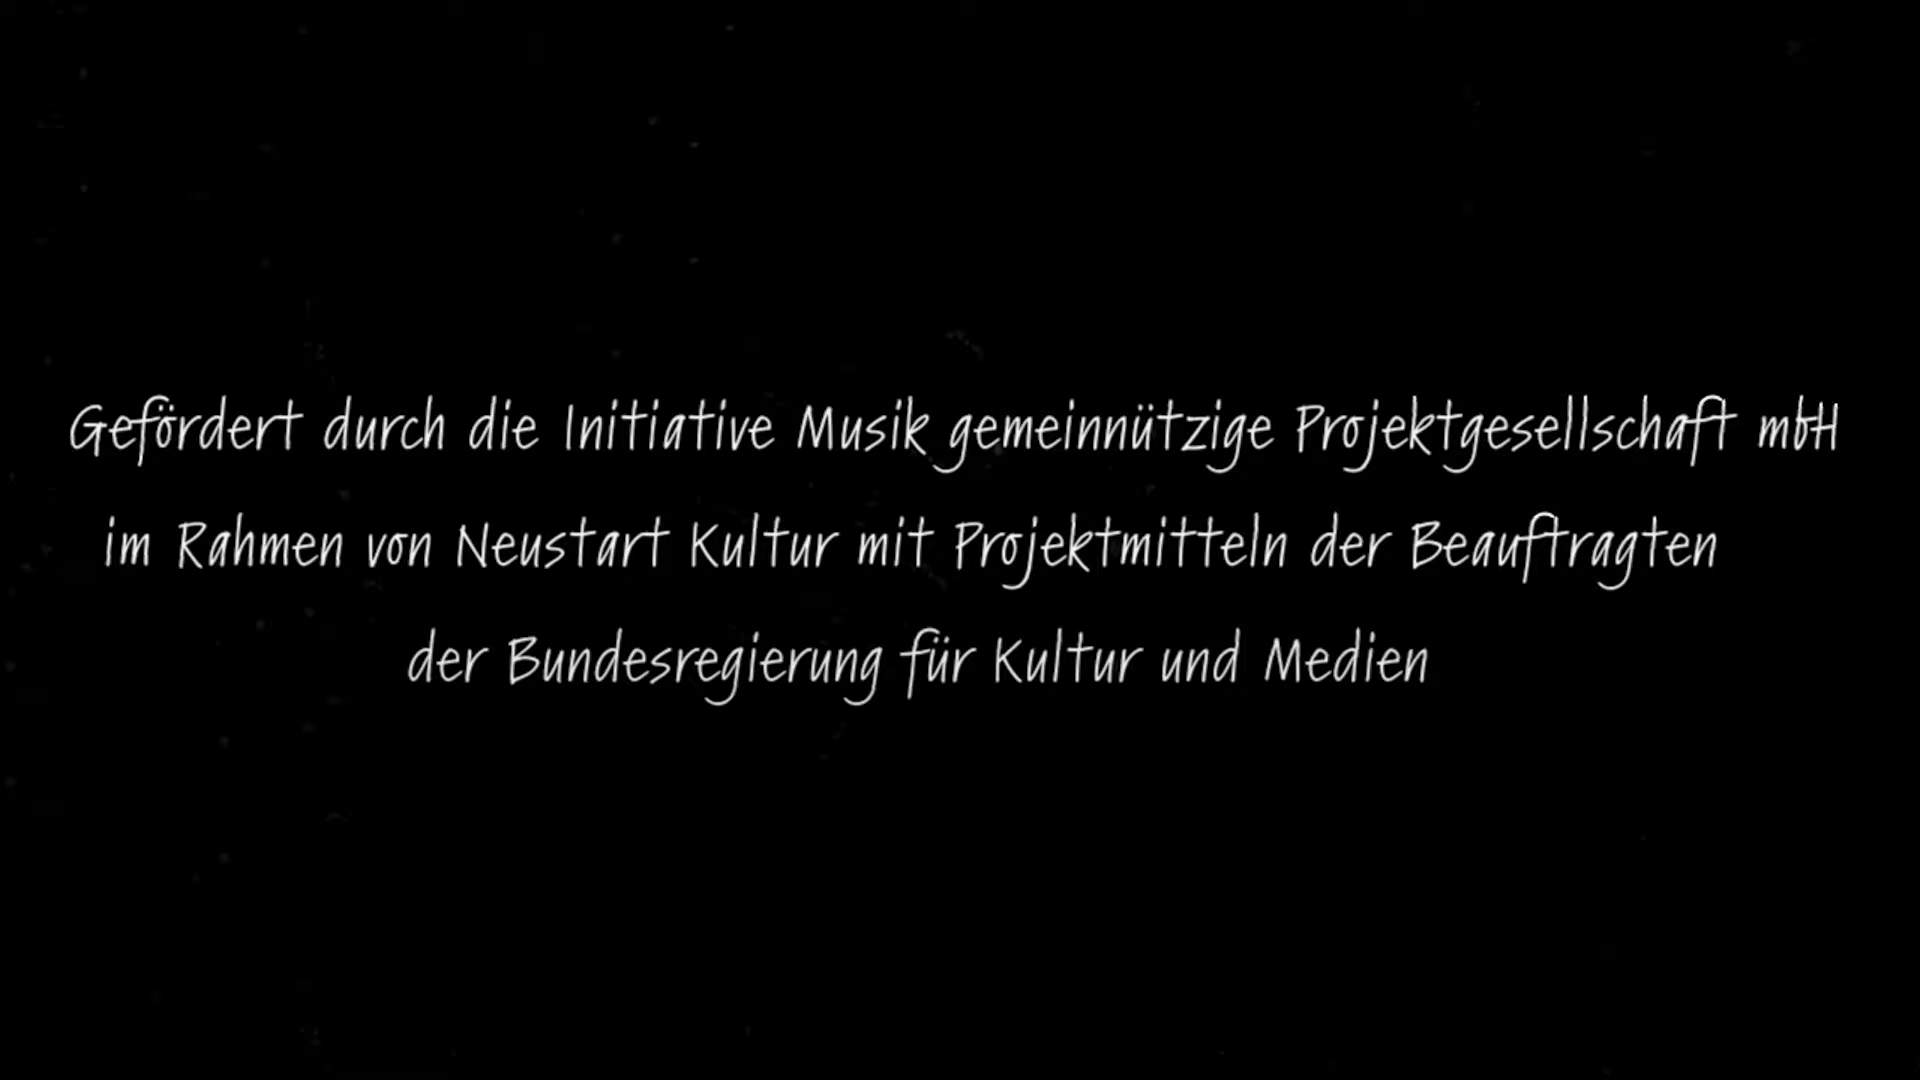 Gefördert durch die Initiative Musik gemeinnützige Projektgesellschaft mbH
im Rahmen von Neustart Kultur mit Projektmitteln der Beauftragten
der Bundesregierung für Kultur und Medien